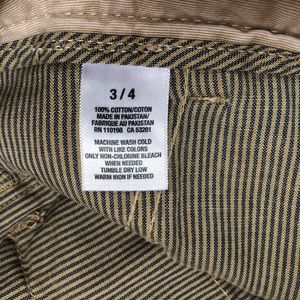 3 / 4
100% COTTON/COTON
MADE IN PAKISTAN/
FABRIQUE AU PAKISTAN
RN 110198 CA 53201
MACHINE WASH COLD
WITH LIKE COLORS
ONLY NON-CHLORINE BLEACH
WHEN NEEDED
TUMBLE DRY LOW
WARM IRON IF NEEDED